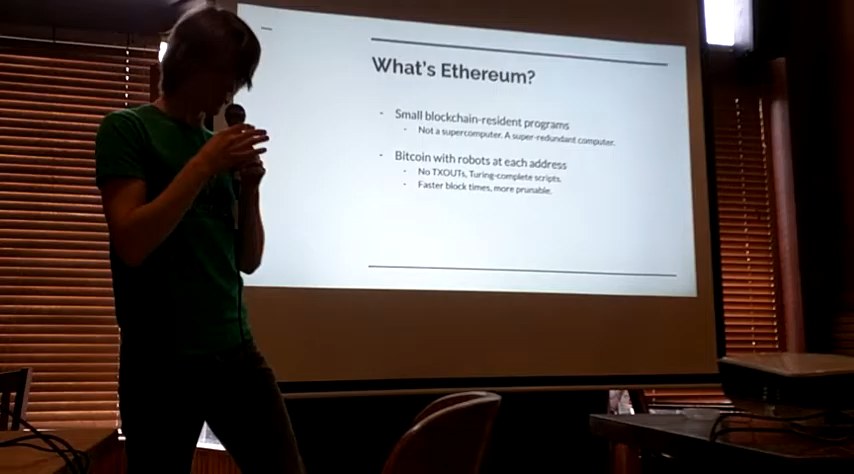 What's Ethereum?
- Small blockchain-resident programs
- Not a supercomputer. A super-redundant computer.
- Bitcoin with robots at each address
- No TXOUTs, Turing-complete scripts.
- Faster block times, more prunable.